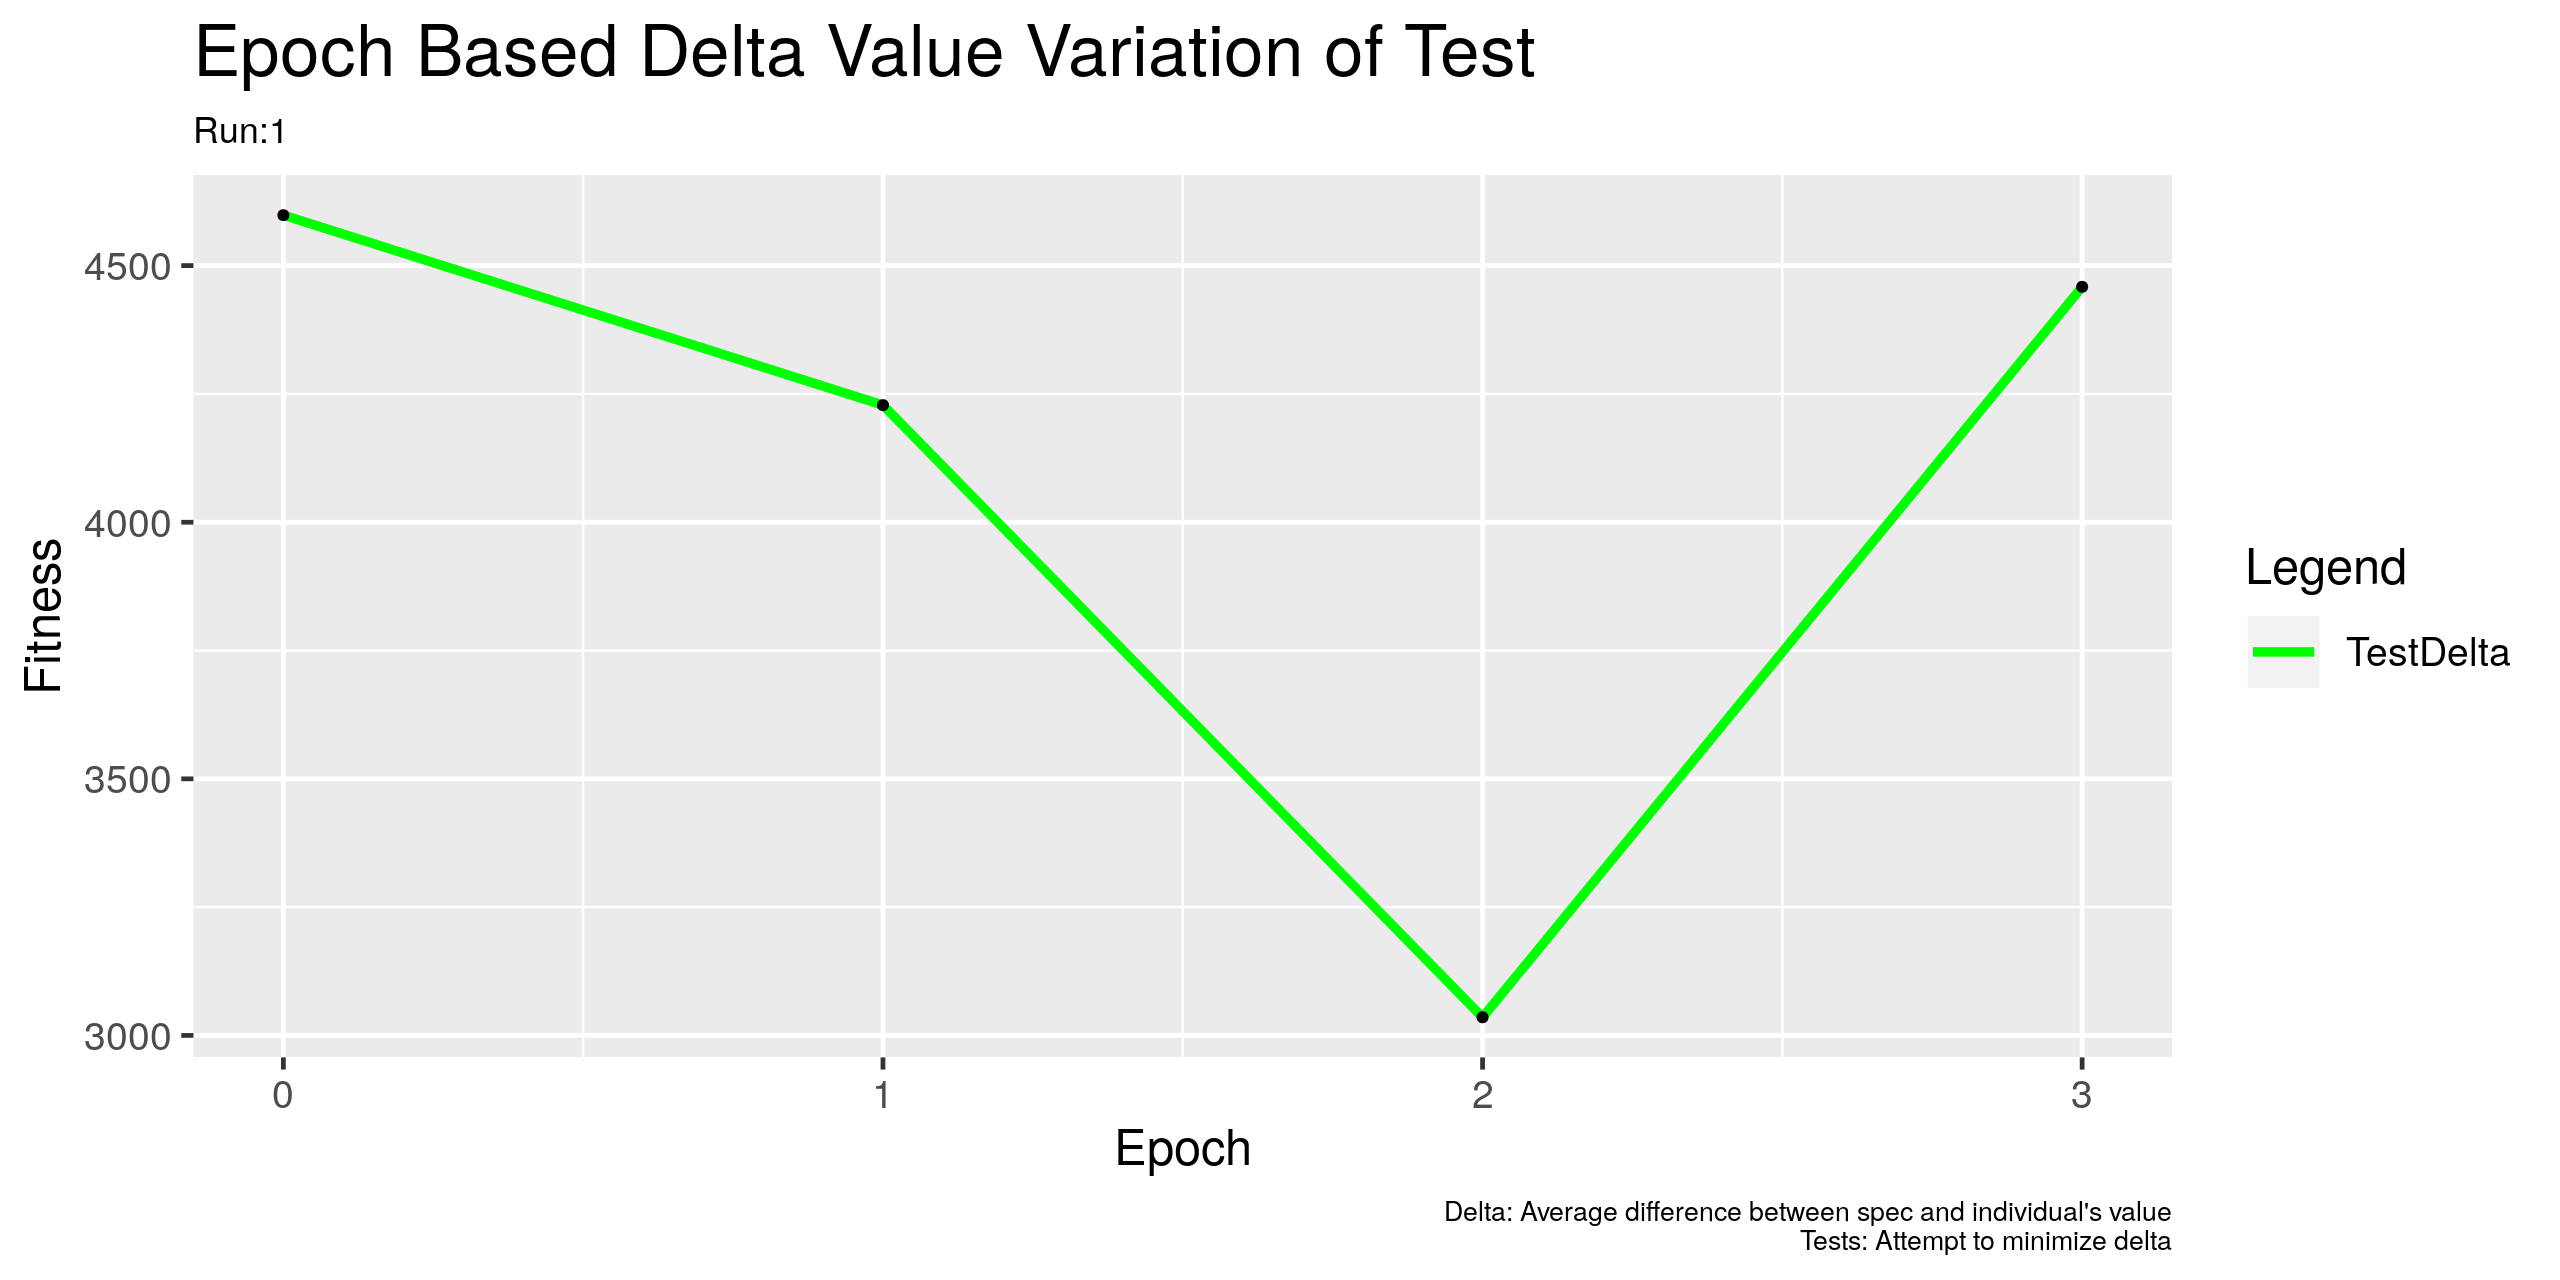 Epoch Based Delta Value Variation of Test
Run:1
4500
4000
3500
3000
Fitness
0 1 2 3
Epoch
Legend
TestDelta
Delta: Average difference between spec and individual's value
Tests: Attempt to minimize delta